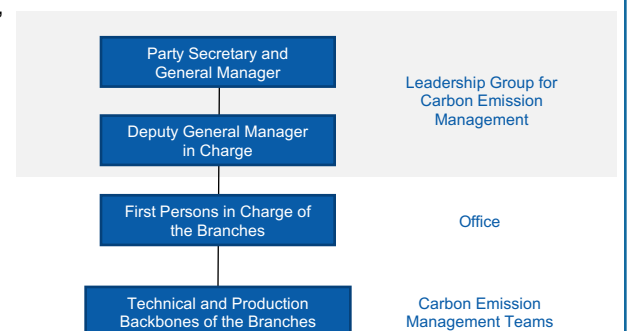 Party Secretary and
General Manager
Leadership Group for
Carbon Emission
Management
Deputy General Manager
in Charge
First Persons in Charge of
the Branches
Office
Technical and Production
Backbones of the Branches
Carbon Emission
Management Teams